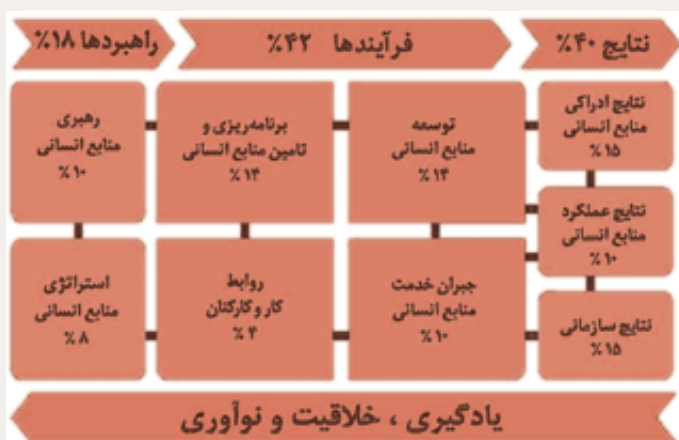 راهبردها ۱۸%
فرآیندها ۴۲%
نتایج ۴۰%
رهبری
منابع انسانی
۱۰ %
برنامه‌ریزی و
تامین منابع انسانی
۱۴ %
توسعه
منابع انسانی
۱۴ %
نتایج ادراکی
منابع انسانی
۱۵ %
نتایج عملکرد
منابع انسانی
۱۰ %
استراتژی
منابع انسانی
۸ %
روابط
کار و کارکنان
۴ %
جبران خدمت
منابع انسانی
۱۰ %
نتایج سازمانی
۱۵ %
یادگیری ، خلاقیت و نوآوری